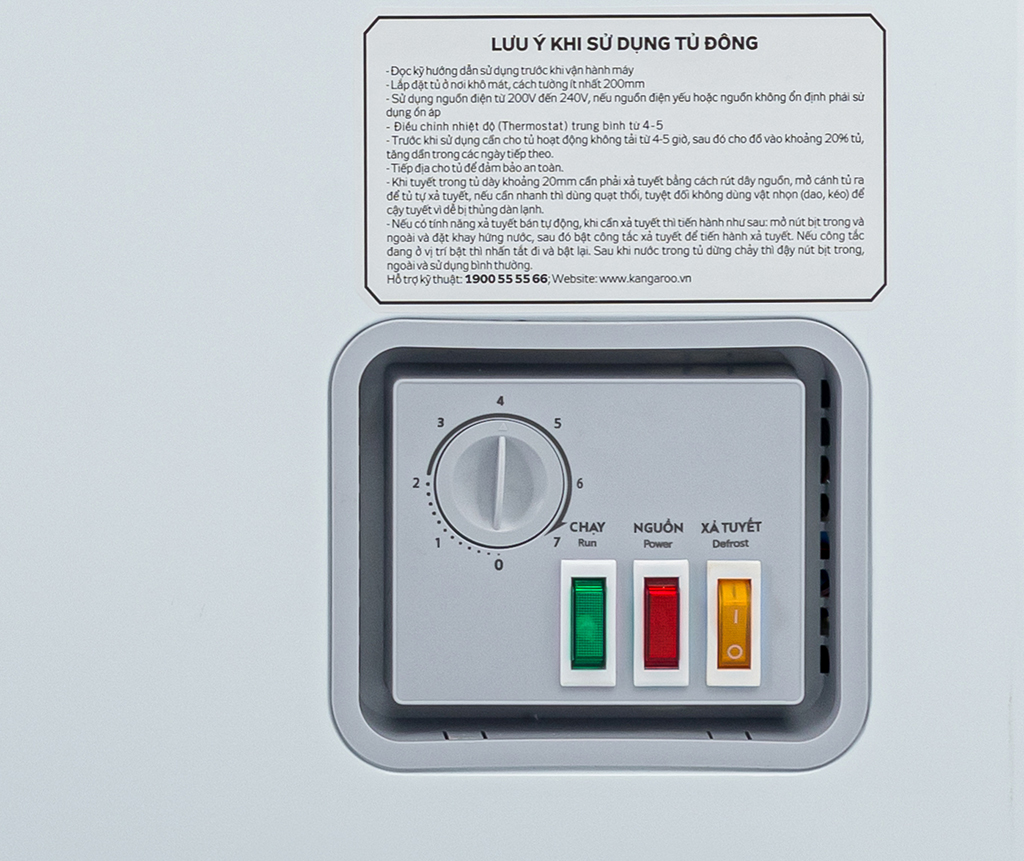 LƯU Ý KHI SỬ DỤNG TỦ ĐÔNG
- Đọc kỹ hướng dẫn sử dụng trước khi vận hành máy
- Lắp đặt tủ ở nơi khô mát, cách tường ít nhất 200mm
- Sử dụng nguồn điện từ 200V đến 240V, nếu nguồn điện yếu hoặc nguồn không ổn định phải sử
dụng ổn áp
- Điều chỉnh nhiệt độ (Thermostat) trung bình từ 4-5
- Trước khi sử dụng cần cho tủ hoạt động không tải từ 4-5 giờ, sau đó cho đồ vào khoảng 20% tủ,
tăng dần trong các ngày tiếp theo.
- Tiếp địa cho tủ để đảm bảo an toàn.
- Khi tuyết trong tủ dày khoảng 20mm cần phải xả tuyết bằng cách rút dây nguồn, mở cánh tủ ra
để tủ tự xả tuyết, nếu cần nhanh thì dùng quạt thổi, tuyệt đối không dùng vật nhọn (dao, kéo) để
cậy tuyết vì dễ bị thủng dàn lạnh.
- Nếu có tính năng xả tuyết bán tự động, khi cần xả tuyết thì tiến hành như sau: mở nút bịt trong và
ngoài và đặt khay hứng nước, sau đó bật công tắc xả tuyết để tiến hành xả tuyết. Nếu công tắc
đang ở vị trí bật thì nhấn tắt đi và bật lại. Sau khi nước trong tủ dừng chảy thì đậy nút bịt trong,
ngoài và sử dụng bình thường.
Hỗ trợ kỹ thuật: 1900 55 55 66; Website: www.kangaroo.vn
4
3 5
2 6
1 7
0
CHẠY NGUỒN XẢ TUYẾT
Run Power Defrost